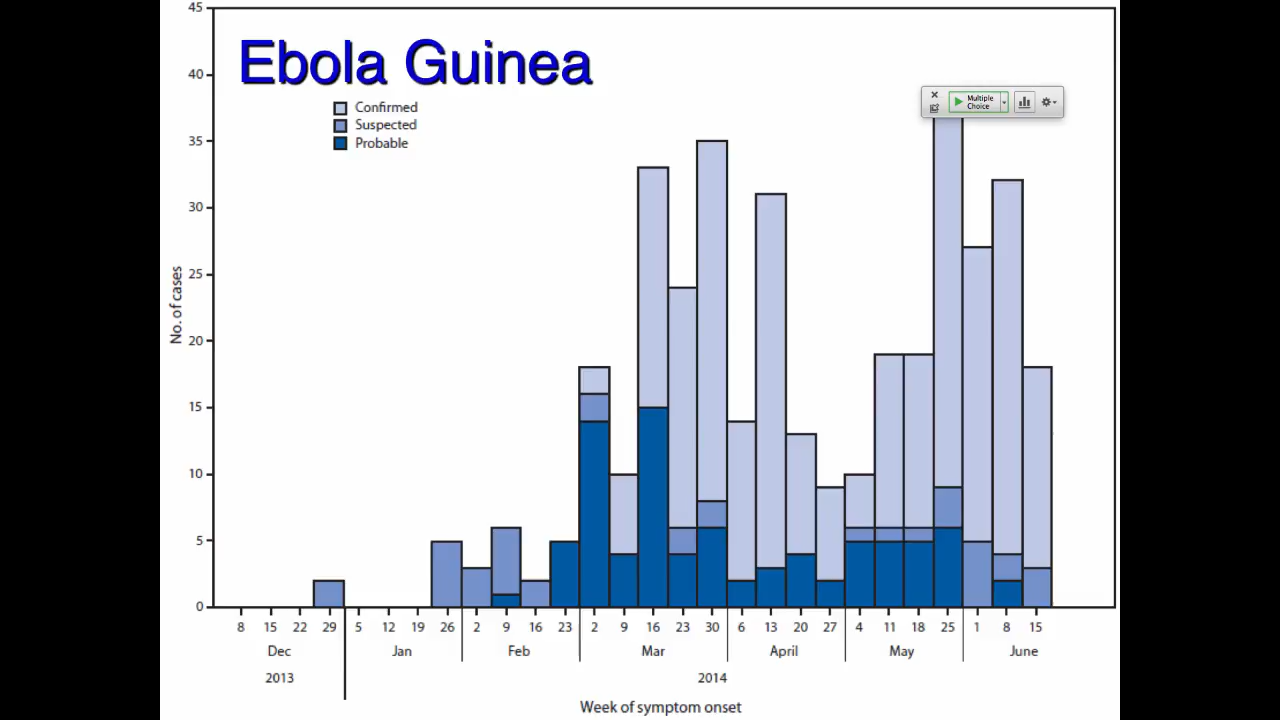 45
Ebola Guinea
40
Multiple
Choice
Confirmed
Suspected
Probable
35
30
25
No. of cases
20
15
10
5
0
8 15 22 29 5 12 19 26 2 9 16 23 2 9 16 23 30 6 13 20 27 4 11 18 25 1 8 15
Dec Jan Feb Mar April May June
2013 2014
Week of symptom onset